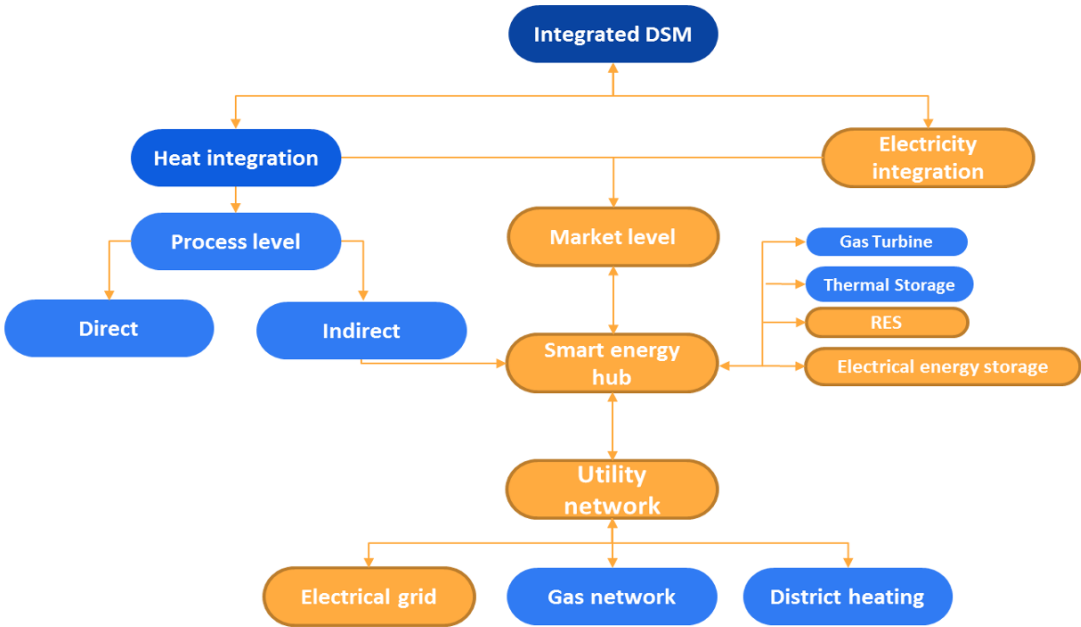 Integrated DSM
Heat integration
Electricity
integration
Process level
Market level
Gas Turbine
Thermal Storage
RES
Electrical energy storage
Direct
Indirect
Smart energy
hub
Utility
network
Electrical grid
Gas network
District heating